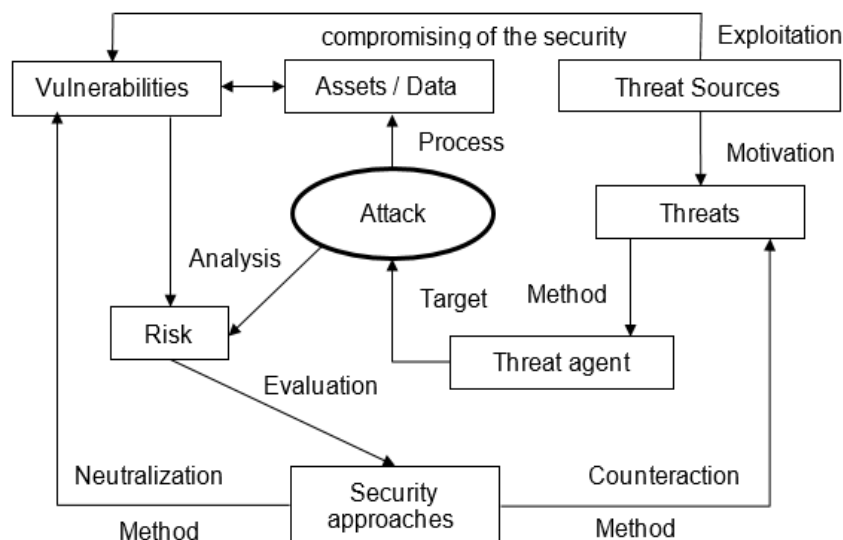 compromising of the security
Exploitation
Vulnerabilities
Assets / Data
Threat Sources
Process
Motivation
Attack
Threats
Analysis
Target
Method
Risk
Threat agent
Evaluation
Neutralization
Security
approaches
Counteraction
Method
Method